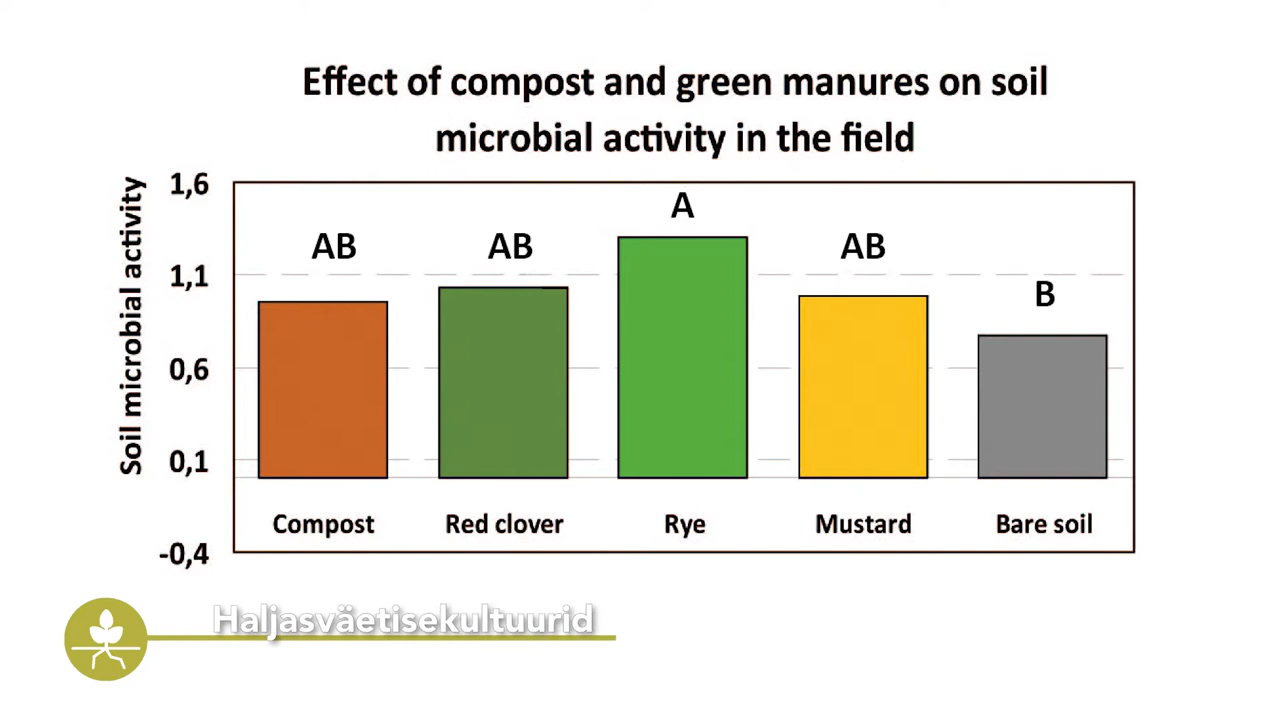 Effect of compost and green manures on soil
microbial activity in the field
Soil microbial activity
1,6
1,1
0,6
0,1
-0,4
AB
AB
A
AB
B
Compost
Red clover
Rye
Mustard
Bare soil
Haljasväetisekultuurid